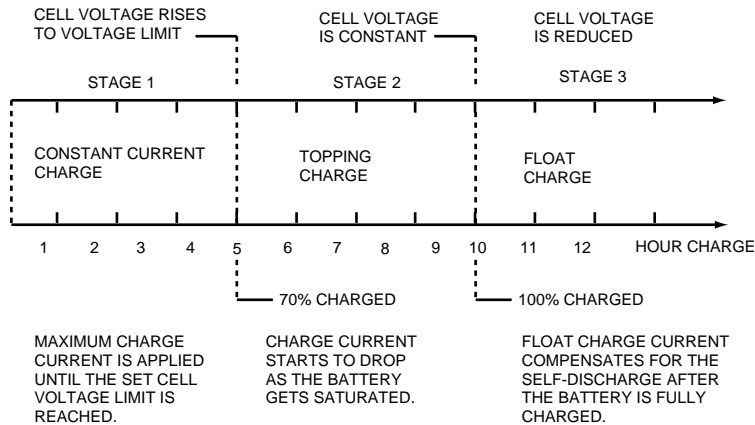 CELL VOLTAGE RISES
TO VOLTAGE LIMIT
CELL VOLTAGE
IS CONSTANT
CELL VOLTAGE
IS REDUCED
STAGE 1
STAGE 2
STAGE 3
CONSTANT CURRENT
CHARGE
TOPPING
CHARGE
FLOAT
CHARGE
1 2 3 4 5 6 7 8 9 10 11 12 HOUR CHARGE
70% CHARGED
100% CHARGED
MAXIMUM CHARGE
CURRENT IS APPLIED
UNTIL THE SET CELL
VOLTAGE LIMIT IS
REACHED.
CHARGE CURRENT
STARTS TO DROP
AS THE BATTERY
GETS SATURATED.
FLOAT CHARGE CURRENT
COMPENSATES FOR THE
SELF-DISCHARGE AFTER
THE BATTERY IS FULLY
CHARGED.